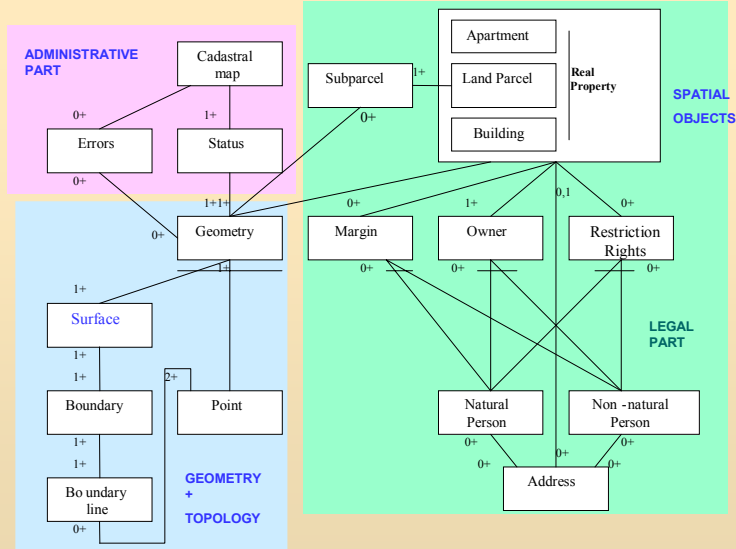 ADMINISTRATIVE
PART
Cadastral
map
0+
1+
Errors
Status
0+
1+1+
0+
Geometry
1+
1+
Surface
1+
1+
2+
Boundary
Point
1+
1+
Bo undary
line
0+
GEOMETRY
+
TOPOLOGY
Subparcel
1+
0+
Apartment
Land Parcel
Building
Real
Property
SPATIAL
OBJECTS
0+
1+
0,1
0+
Margin
Owner
Restriction
Rights
0+
0+
0+
LEGAL
PART
Natural
Person
Non -natural
Person
0+
0+
0+
0+
0+
Address